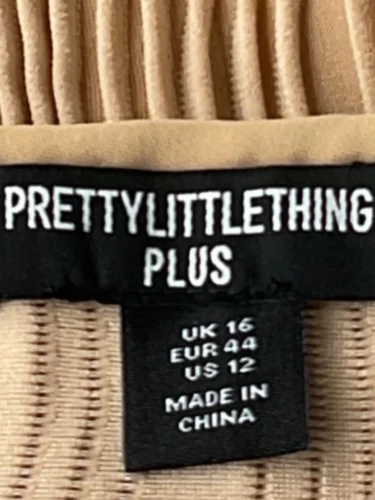 PRETTYLITTLETHING
PLUS
UK 16
EUR 44
US 12
MADE IN
CHINA